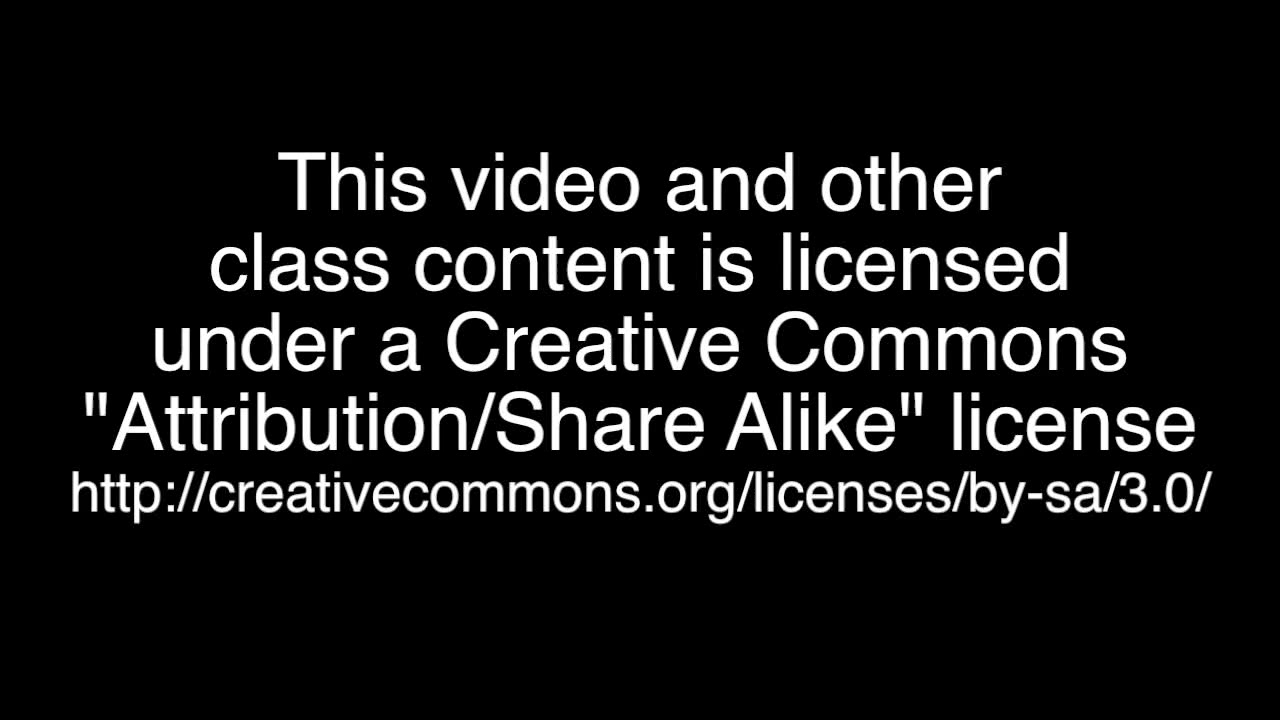 This video and other
class content is licensed
under a Creative Commons
"Attribution/Share Alike" license
http://creativecommons.org/licenses/by-sa/3.0/